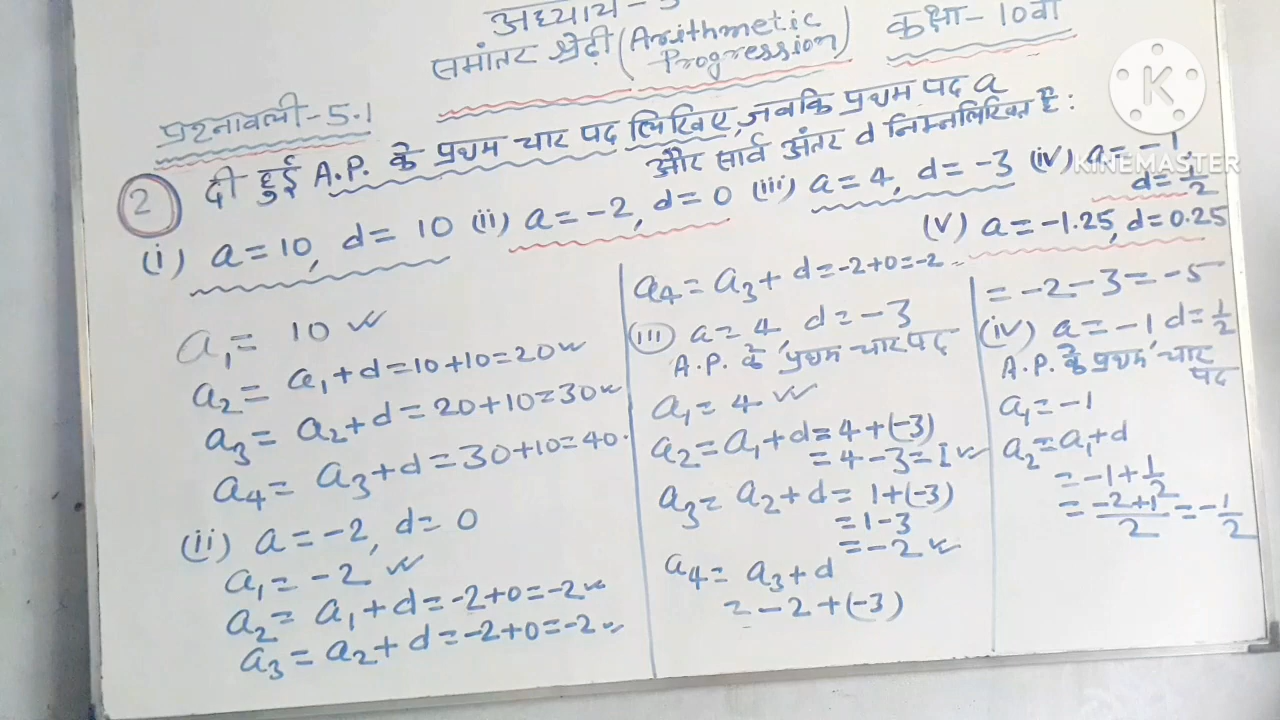 अध्याय-5
समांतर श्रेढ़ी (Arithmetic Progression) कक्षा-10वी
प्रश्नावली-5.1
2 दी हुई A.P. के प्रथम चार पद लिखिए, जबकि प्रथम पद a
और सार्व अंतर d निम्नलिखित है:
(i) a=10, d=10 (ii) a=-2, d=0 (iii) a=4, d=-3 (iv) a=-1, d=1/2
(v) a=-1.25, d=0.25
a₁= 10
a₂= a₁+d=10+10=20
a₃= a₂+d=20+10=30
a₄= a₃+d=30+10=40.
(ii) a=-2, d=0
a₁= -2
a₂= a₁+d=-2+0=-2
a₃= a₂+d=-2+0=-2
a₄= a₃+d=-2+0=-2
(iii) a=4, d=-3
A.P. के प्रथम चार पद
a₁= 4
a₂= a₁+d= 4+(-3)
= 4-3=1
a₃= a₂+d= 1+(-3)
=1-3
=-2
a₄= a₃+d
= -2+(-3)
= -2-3=-5
(iv) a=-1, d=1/2
A.P. के प्रथम चार
पद
a₁=-1
a₂=a₁+d
=-1+1/2
= (-2+1)/2 = -1/2
K
KINEMASTER